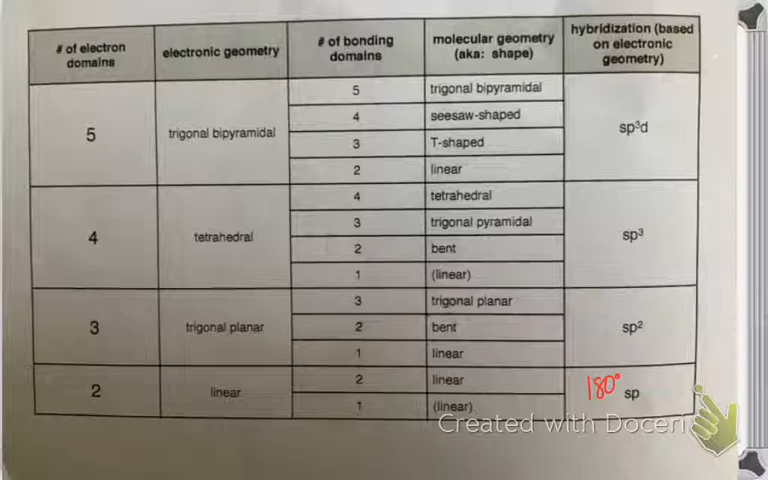 # of electron domains
electronic geometry
# of bonding domains
molecular geometry (aka: shape)
hybridization (based on electronic geometry)
5
trigonal bipyramidal
5
trigonal bipyramidal
4
seesaw-shaped
3
T-shaped
2
linear
sp³d
4
tetrahedral
4
tetrahedral
3
trigonal pyramidal
2
bent
1
(linear)
sp³
3
trigonal planar
3
trigonal planar
2
bent
1
linear
sp²
2
linear
2
linear
1
(linear)
180° sp
Created with Doceri